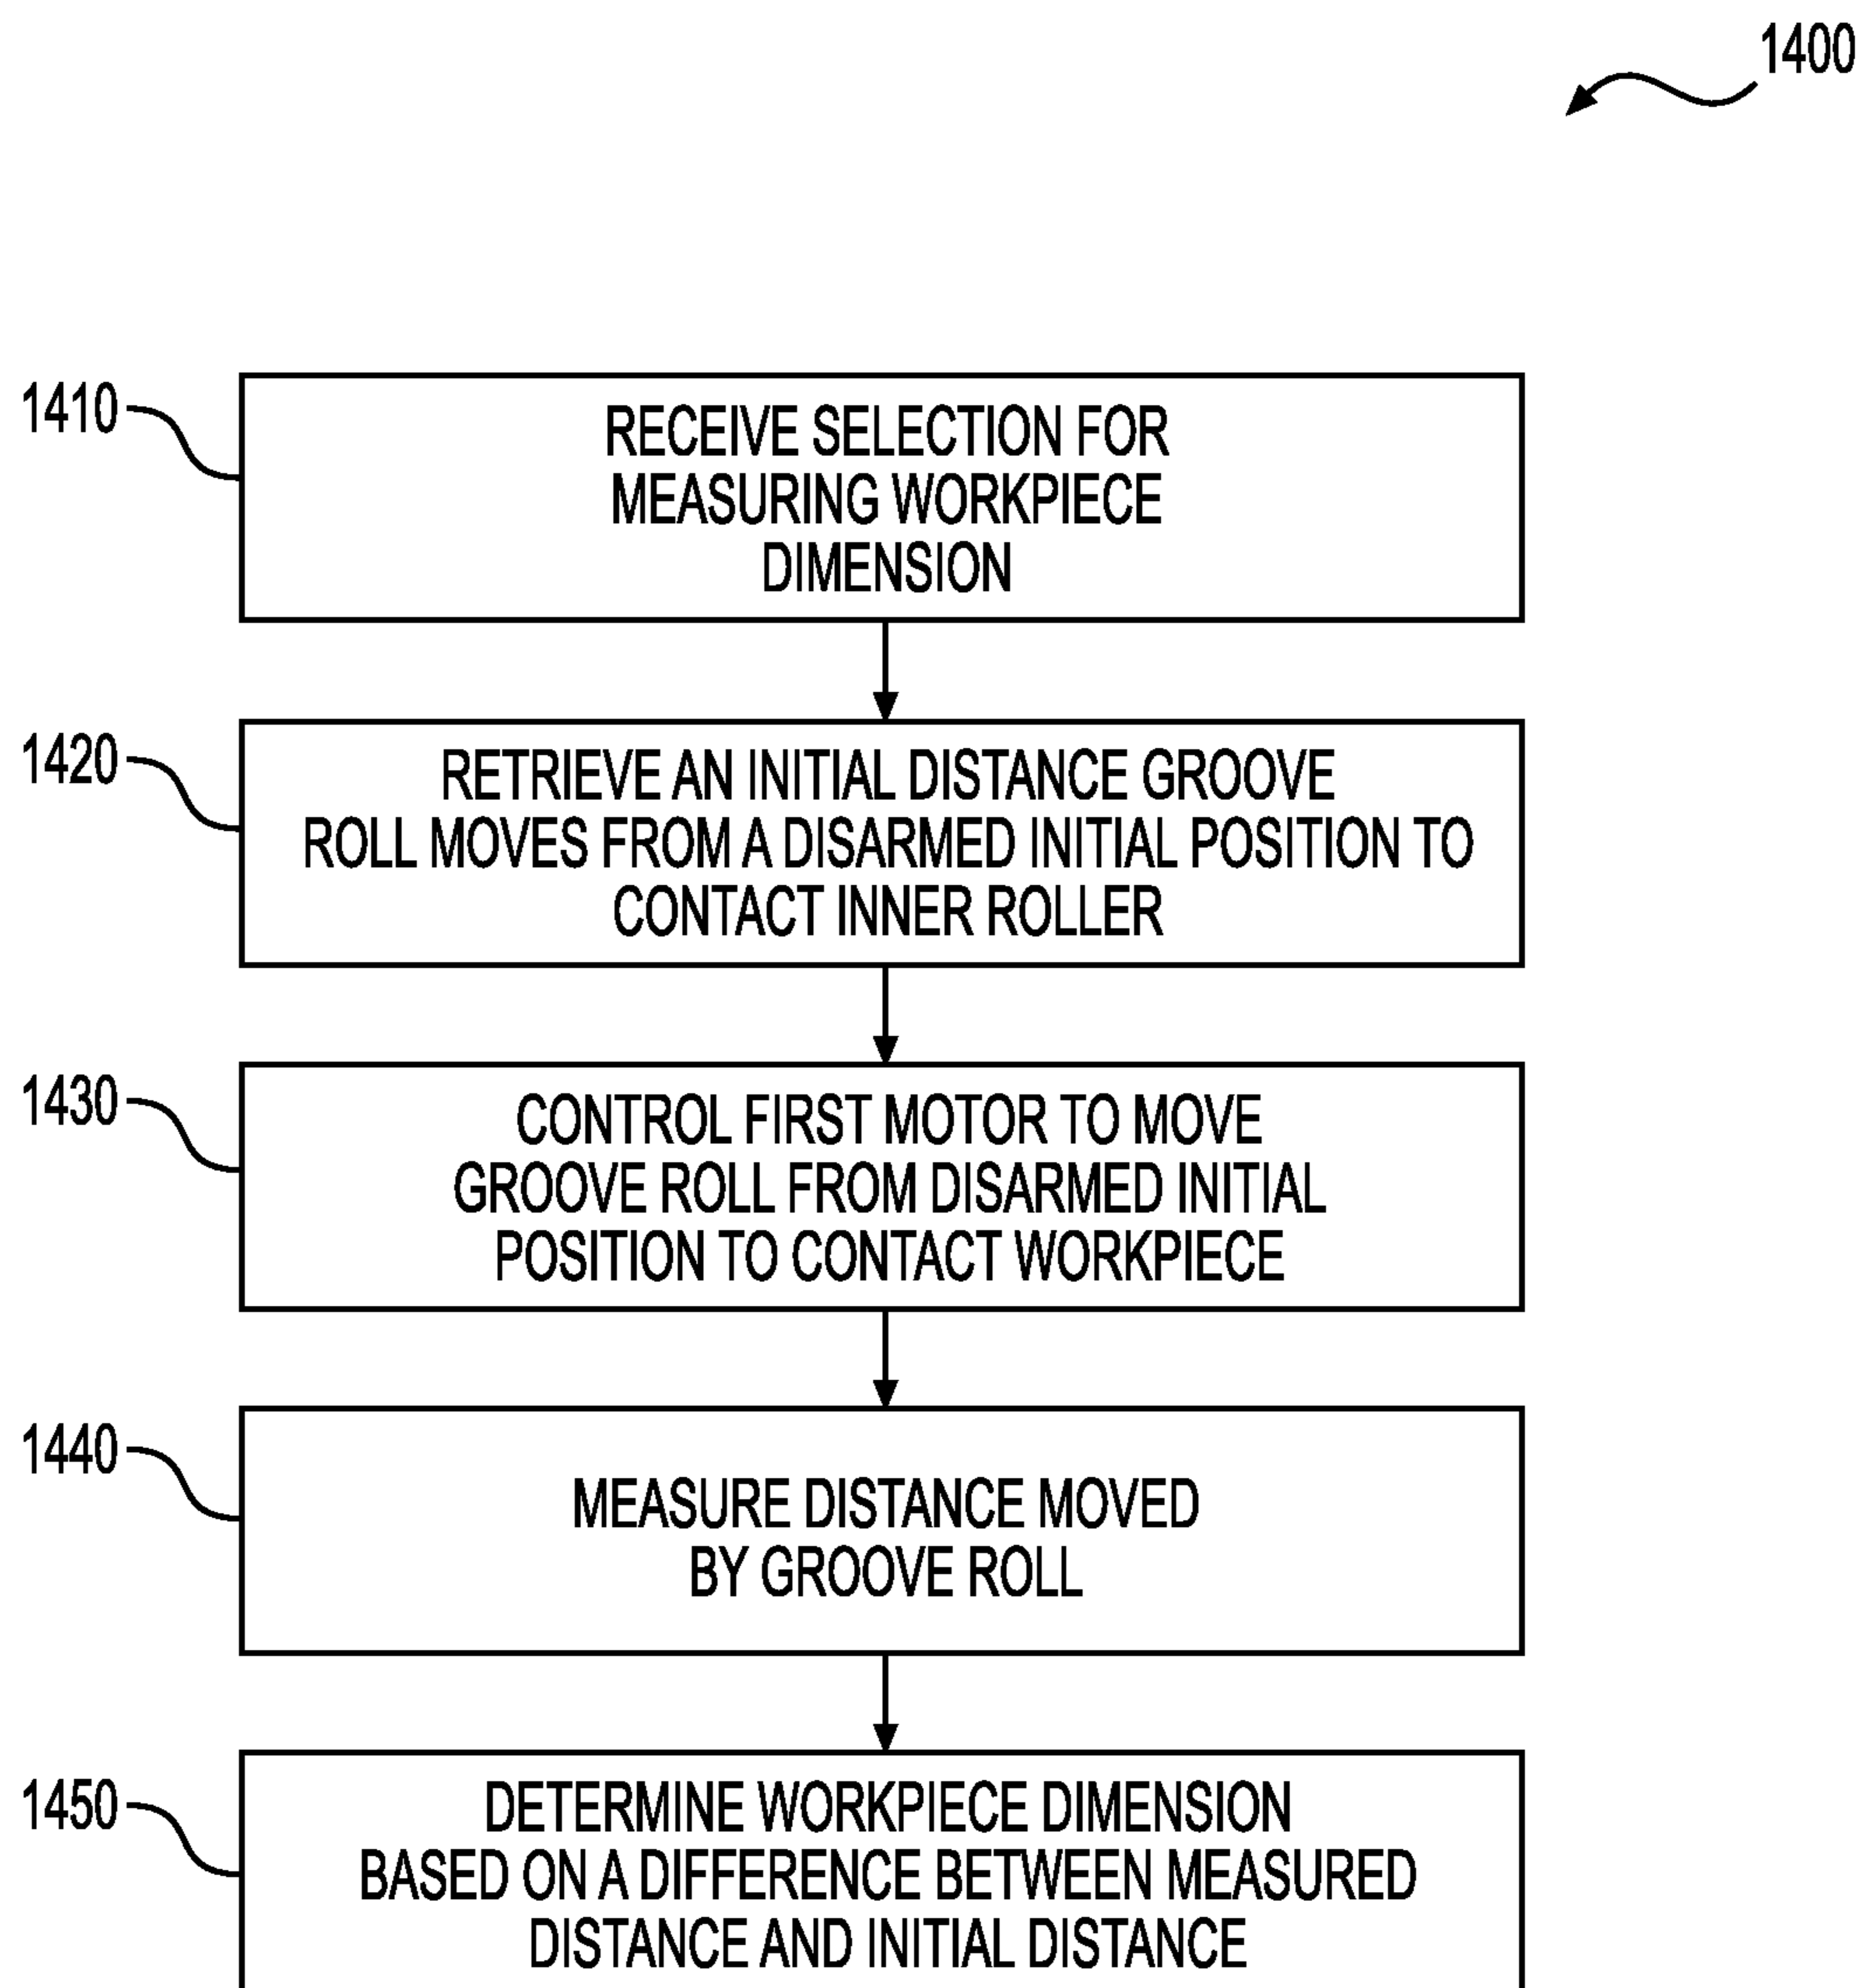 1400
1410
RECEIVE SELECTION FOR
MEASURING WORKPIECE
DIMENSION
1420
RETRIEVE AN INITIAL DISTANCE GROOVE
ROLL MOVES FROM A DISARMED INITIAL POSITION TO
CONTACT INNER ROLLER
1430
CONTROL FIRST MOTOR TO MOVE
GROOVE ROLL FROM DISARMED INITIAL
POSITION TO CONTACT WORKPIECE
1440
MEASURE DISTANCE MOVED
BY GROOVE ROLL
1450
DETERMINE WORKPIECE DIMENSION
BASED ON A DIFFERENCE BETWEEN MEASURED
DISTANCE AND INITIAL DISTANCE